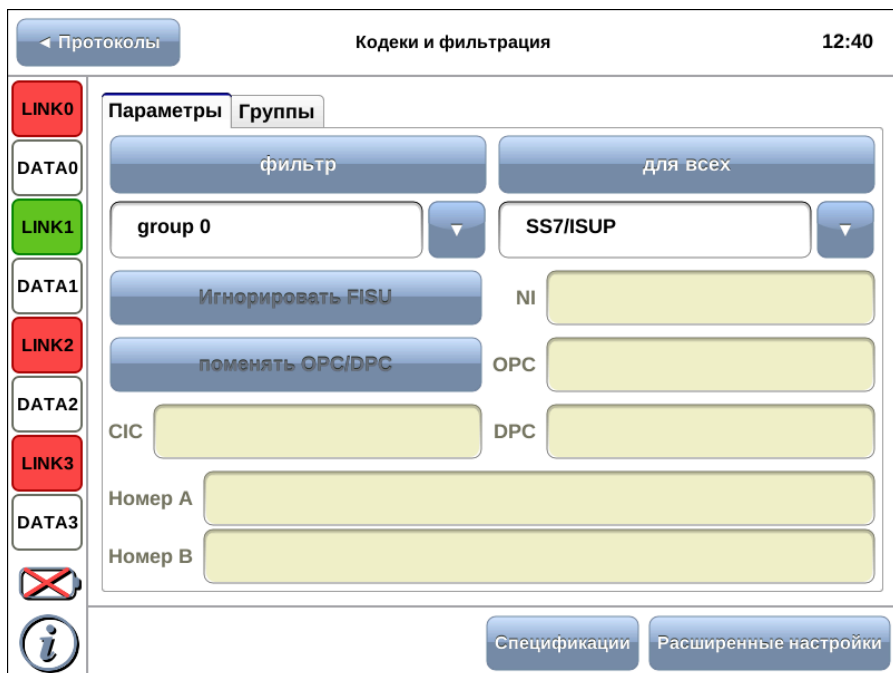 ◄ Протоколы
Кодеки и фильтрация
12:40
LINK0
DATA0
LINK1
DATA1
LINK2
DATA2
LINK3
DATA3
Параметры
Группы
фильтр
для всех
group 0
SS7/ISUP
Игнорировать FISU
NI
поменять OPC/DPC
OPC
CIC
DPC
Номер A
Номер B
i
Спецификации
Расширенные настройки